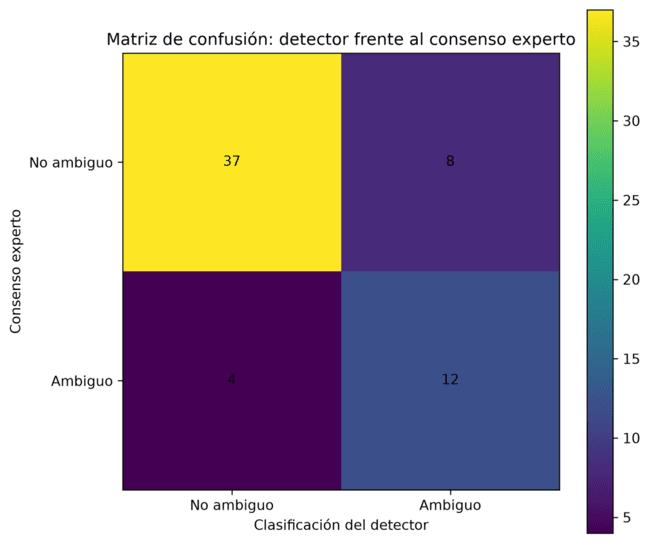 Matriz de confusión: detector frente al consenso experto
No ambiguo
37
8
Ambiguo
4
12
Consenso experto
No ambiguo
Ambiguo
Clasificación del detector
35
30
25
20
15
10
5